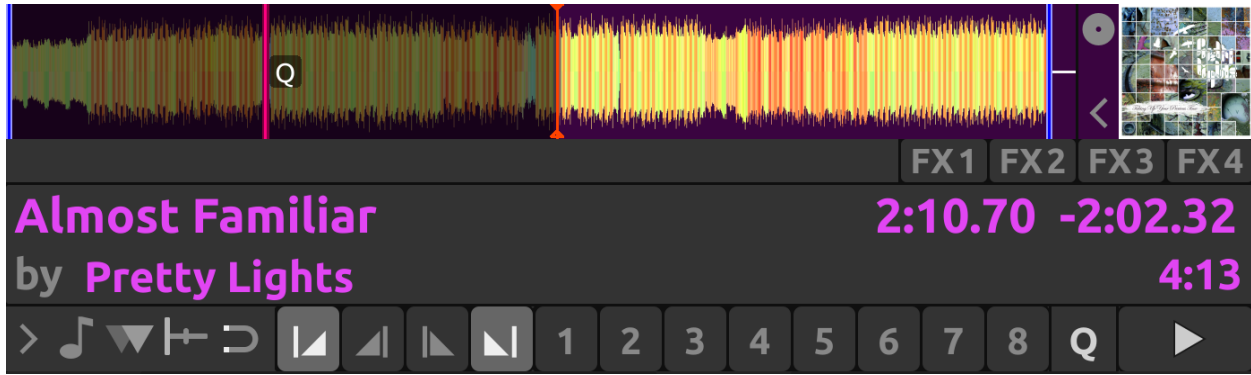 Q
FX1 FX2 FX3 FX4
Almost Familiar 2:10.70 -2:02.32
by Pretty Lights 4:13
1 2 3 4 5 6 7 8 Q